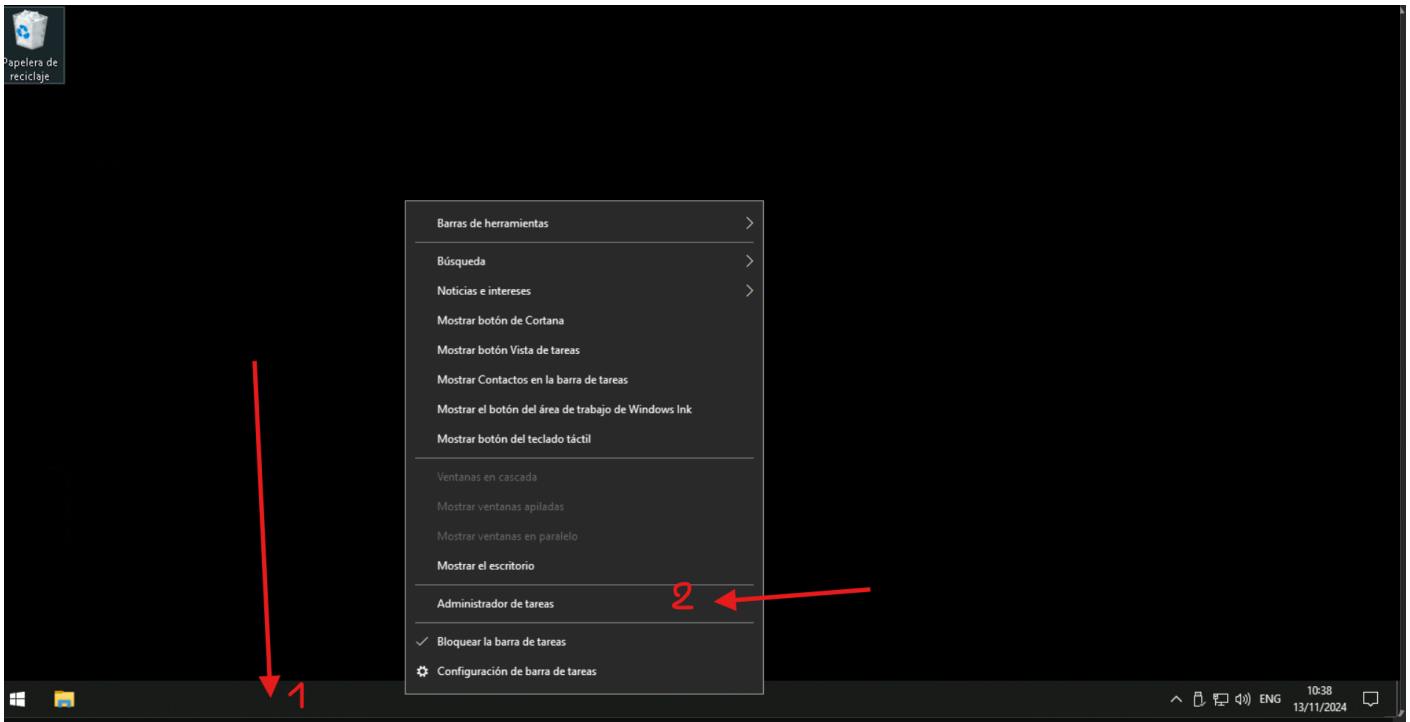 Papelera de
reciclaje
Barras de herramientas
Búsqueda
Noticias e intereses
Mostrar botón de Cortana
Mostrar botón Vista de tareas
Mostrar Contactos en la barra de tareas
Mostrar el botón del área de trabajo de Windows Ink
Mostrar botón del teclado táctil
Ventanas en cascada
Mostrar ventanas apiladas
Mostrar ventanas en paralelo
Mostrar el escritorio
Administrador de tareas
2
Bloquear la barra de tareas
Configuración de barra de tareas
1
ENG
10:38
13/11/2024